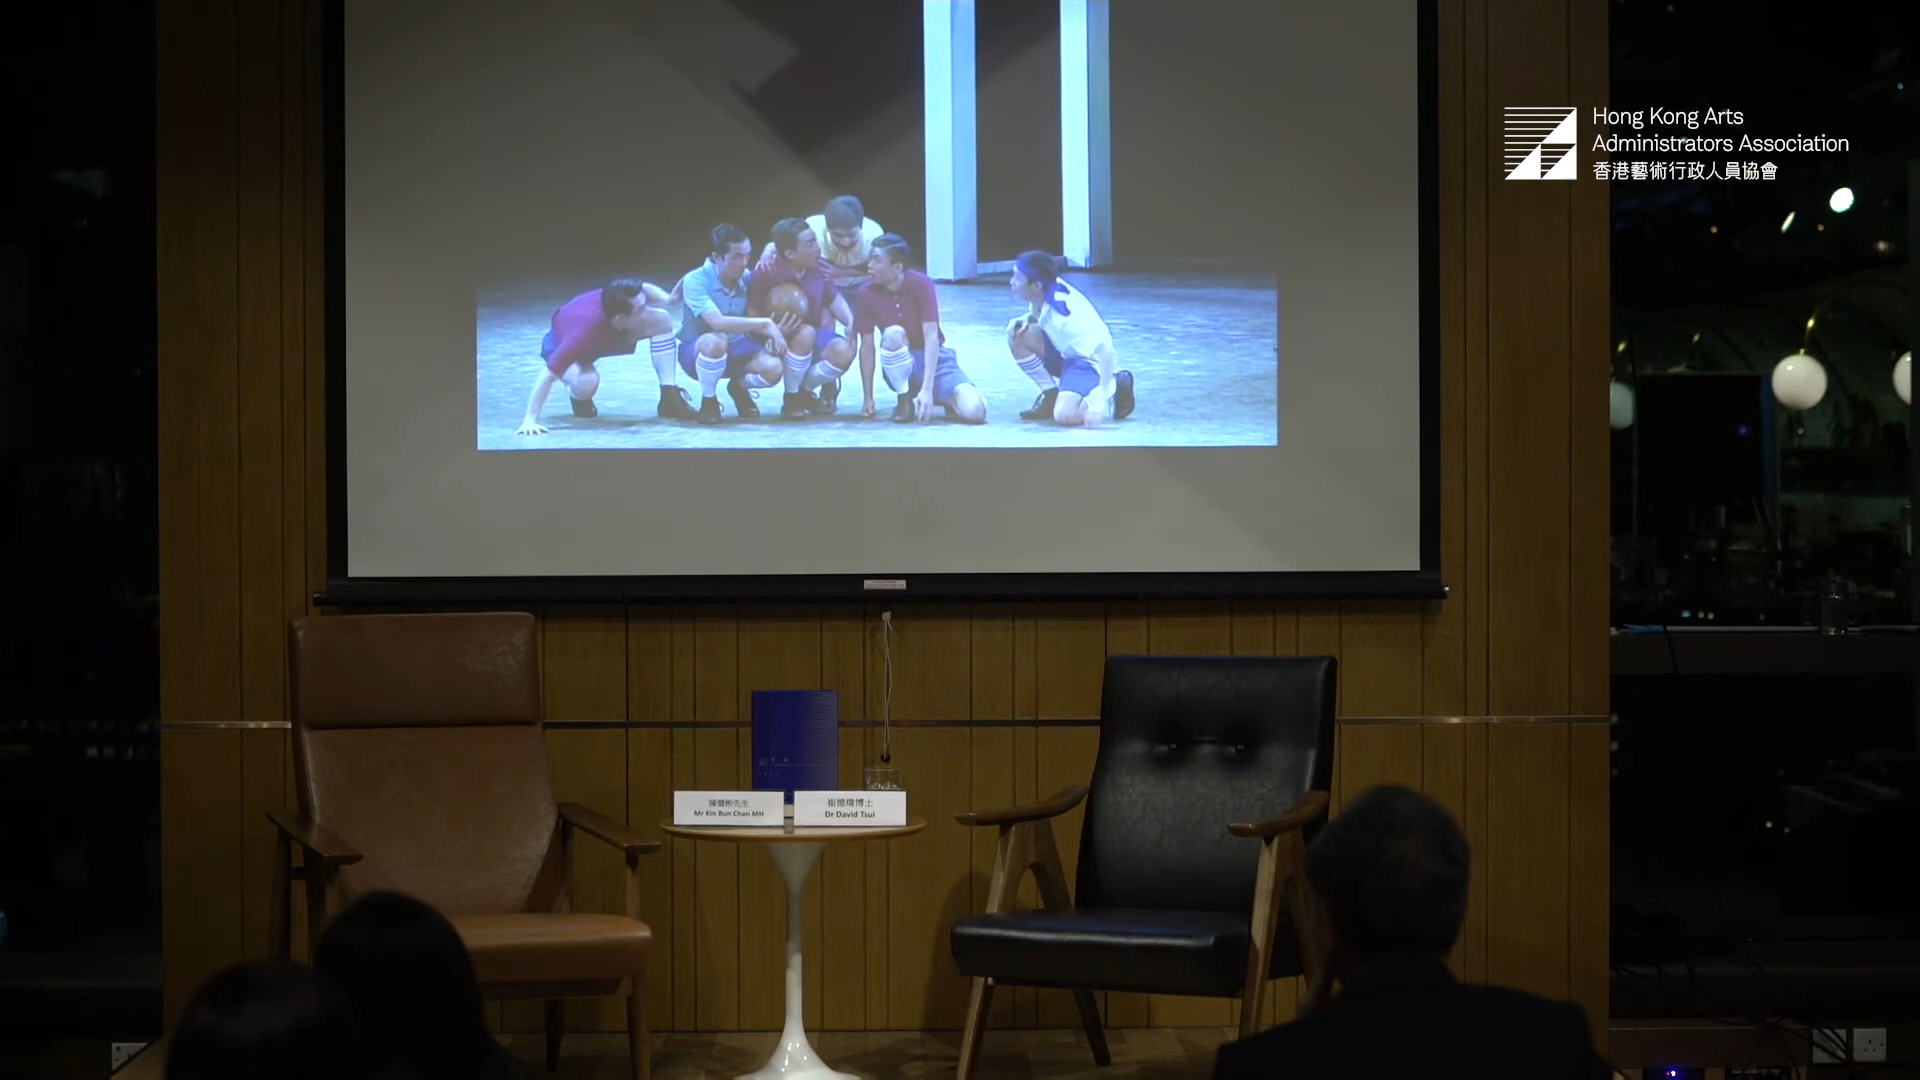 Hong Kong Arts
Administrators Association
香港藝術行政人員協會
陳健彬先生
Mr Kin Bun Chan MH
崔德煒博士
Dr David Tsui